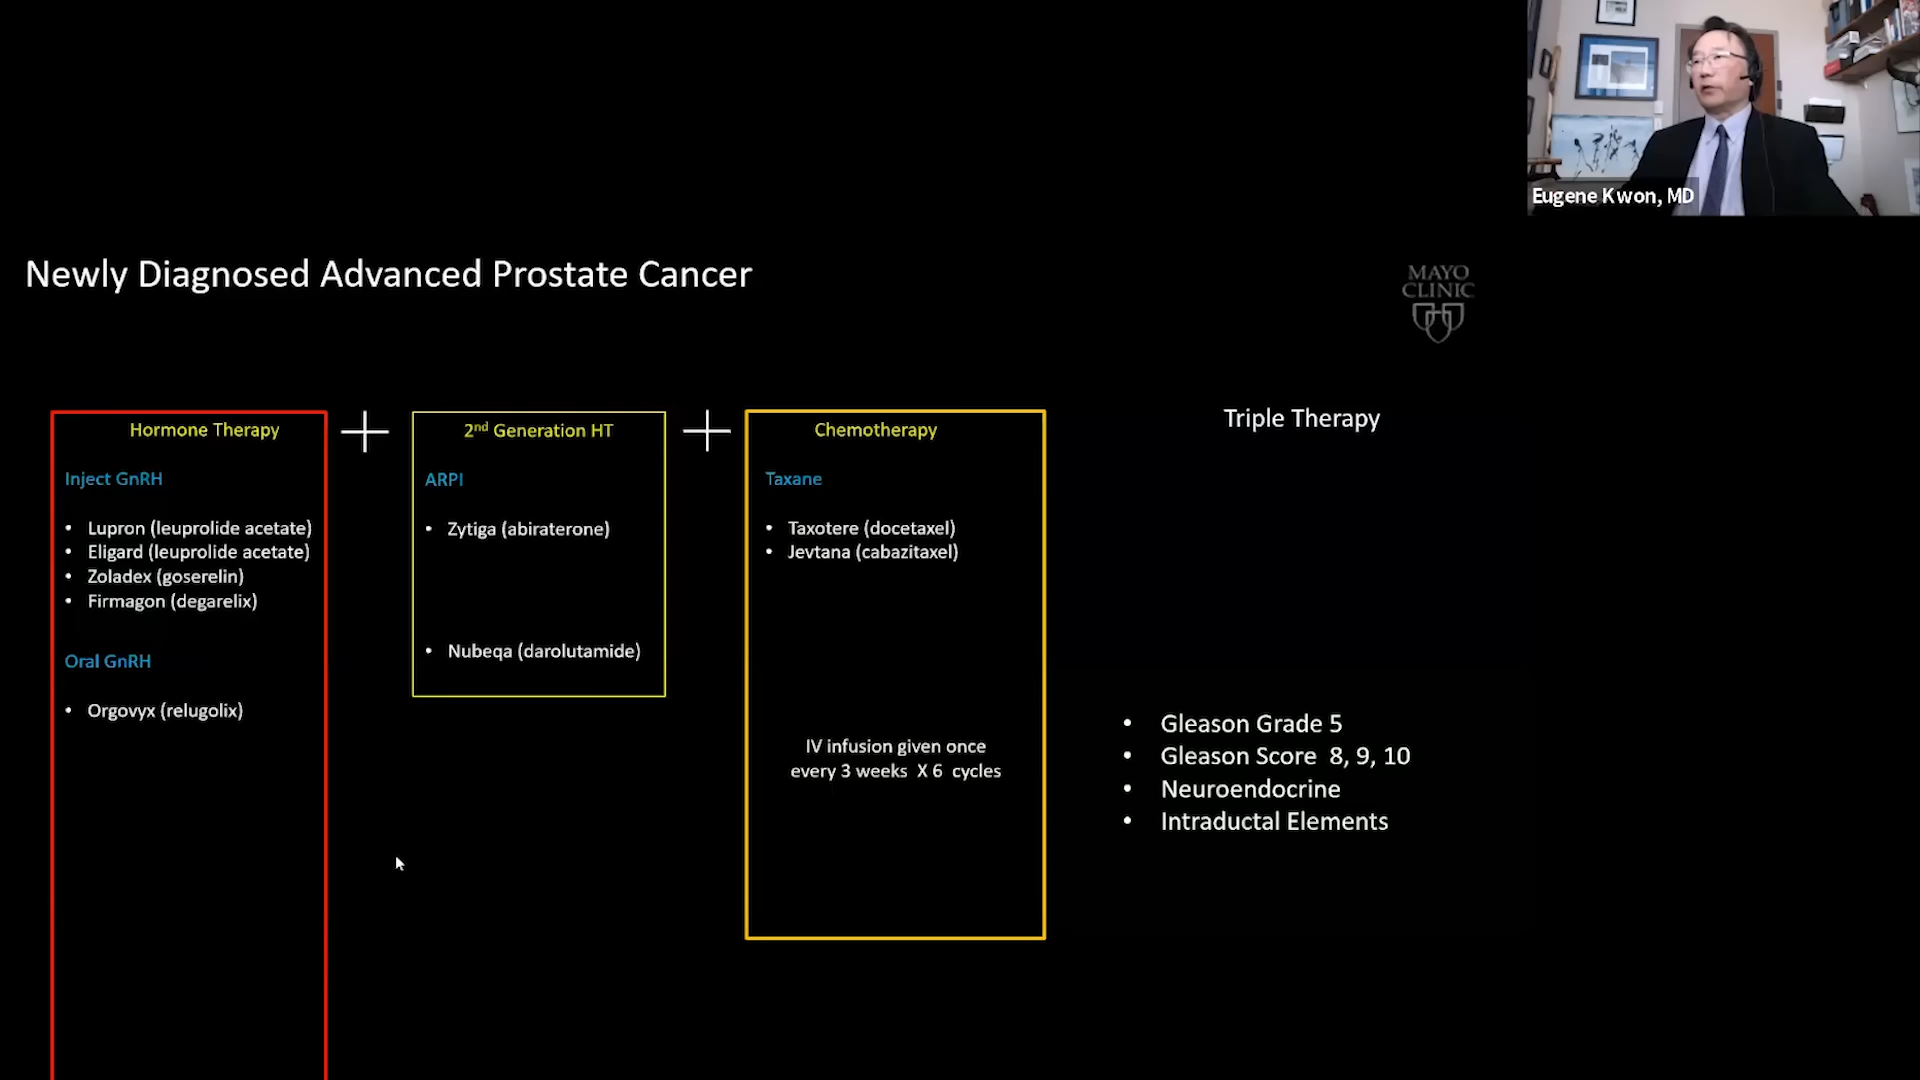 Eugene Kwon, MD
Newly Diagnosed Advanced Prostate Cancer
MAYO
CLINIC
Hormone Therapy
Inject GnRH
• Lupron (leuprolide acetate)
• Eligard (leuprolide acetate)
• Zoladex (goserelin)
• Firmagon (degarelix)
Oral GnRH
• Orgovyx (relugolix)
+
2nd Generation HT
ARPI
• Zytiga (abiraterone)
• Nubeqa (darolutamide)
+
Chemotherapy
Taxane
• Taxotere (docetaxel)
• Jevtana (cabazitaxel)
IV infusion given once
every 3 weeks X 6 cycles
Triple Therapy
• Gleason Grade 5
• Gleason Score 8, 9, 10
• Neuroendocrine
• Intraductal Elements